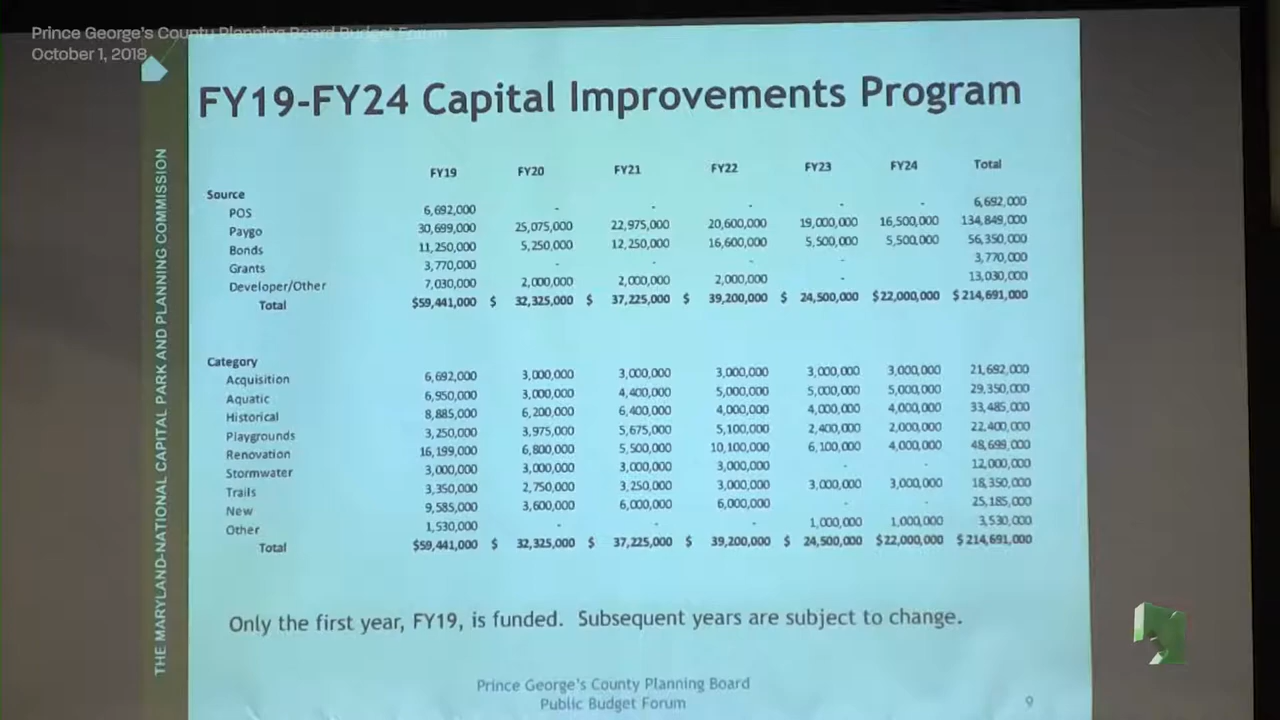 Prince George's County Planning Board Budget Forum
October 1, 2018
THE MARYLAND-NATIONAL CAPITAL PARK AND PLANNING COMMISSION
FY19-FY24 Capital Improvements Program
FY19 FY20 FY21 FY22 FY23 FY24 Total
Source
POS 6,692,000 - - - - - 6,692,000
Paygo 30,699,000 25,075,000 22,975,000 20,600,000 19,000,000 16,500,000 134,849,000
Bonds 11,250,000 5,250,000 12,250,000 16,600,000 5,500,000 5,500,000 56,350,000
Grants 3,770,000 - - - - - 3,770,000
Developer/Other 7,030,000 2,000,000 2,000,000 2,000,000 - 13,030,000
Total $59,441,000 $ 32,325,000 $ 37,225,000 $ 39,200,000 $ 24,500,000 $22,000,000 $ 214,691,000
Category
Acquisition 6,692,000 3,000,000 3,000,000 3,000,000 3,000,000 3,000,000 21,692,000
Aquatic 6,950,000 3,000,000 4,400,000 5,000,000 5,000,000 5,000,000 29,350,000
Historical 8,885,000 6,200,000 6,400,000 4,000,000 4,000,000 4,000,000 33,485,000
Playgrounds 3,250,000 3,975,000 5,675,000 5,100,000 2,400,000 2,000,000 22,400,000
Renovation 16,199,000 6,800,000 5,500,000 10,100,000 6,100,000 4,000,000 48,699,000
Stormwater 3,000,000 3,000,000 3,000,000 3,000,000 - - 12,000,000
Trails 3,350,000 2,750,000 3,250,000 3,000,000 3,000,000 3,000,000 18,350,000
New 9,585,000 3,600,000 6,000,000 6,000,000 - - 25,185,000
Other 1,530,000 - - - 1,000,000 1,000,000 3,530,000
Total $59,441,000 $ 32,325,000 $ 37,225,000 $ 39,200,000 $ 24,500,000 $22,000,000 $ 214,691,000
Only the first year, FY19, is funded. Subsequent years are subject to change.
Prince George's County Planning Board
Public Budget Forum
9